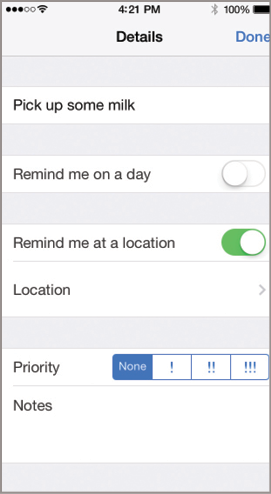 4:21 PM 100%
Details Done
Pick up some milk
Remind me on a day
Remind me at a location
Location
Priority None ! !! !!!
Notes